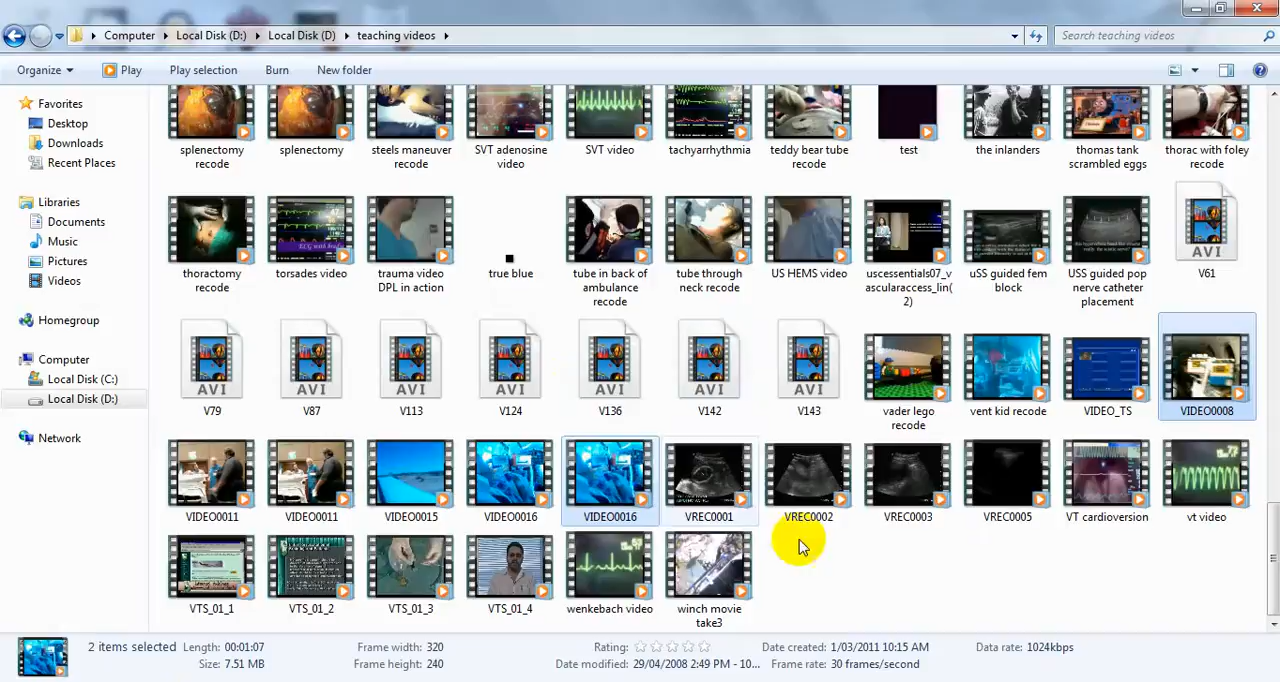 Computer Local Disk (D:) Local Disk (D) teaching videos Search teaching videos
Organize Play Play selection Burn New folder
Favorites
Desktop
Downloads
Recent Places
Libraries
Documents
Music
Pictures
Videos
Homegroup
Computer
Local Disk (C:)
Local Disk (D:)
Network
splenectomy
recode
splenectomy
steels maneuver
recode
SVT adenosine
video
SVT video
tachyarrhythmia
teddy bear tube
recode
test
the inlanders
thomas tank
scrambled eggs
thorac with foley
recode
thoractomy
recode
torsades video
trauma video
DPL in action
true blue
tube in back of
ambulance
recode
tube through
neck recode
US HEMS video
uscessentials07_v
ascularaccess_lin(
2)
uSS guided fem
block
USS guided pop
nerve catheter
placement
AVI
V61
AVI
V79
AVI
V87
AVI
V113
AVI
V124
AVI
V136
AVI
V142
AVI
V143
vader lego
recode
vent kid recode
VIDEO_TS
VIDEO0008
VIDEO0011
VIDEO0011
VIDEO0015
VIDEO0016
VIDEO0016
VREC0001
VREC0002
VREC0003
VREC0005
VT cardioversion
vt video
VTS_01_1
VTS_01_2
VTS_01_3
VTS_01_4
wenkebach video
winch movie
take3
2 items selected Length: 00:01:07 Frame width: 320 Rating: Date created: 1/03/2011 10:15 AM Data rate: 1024kbps
Size: 7.51 MB Frame height: 240 Date modified: 29/04/2008 2:49 PM - 10... Frame rate: 30 frames/second